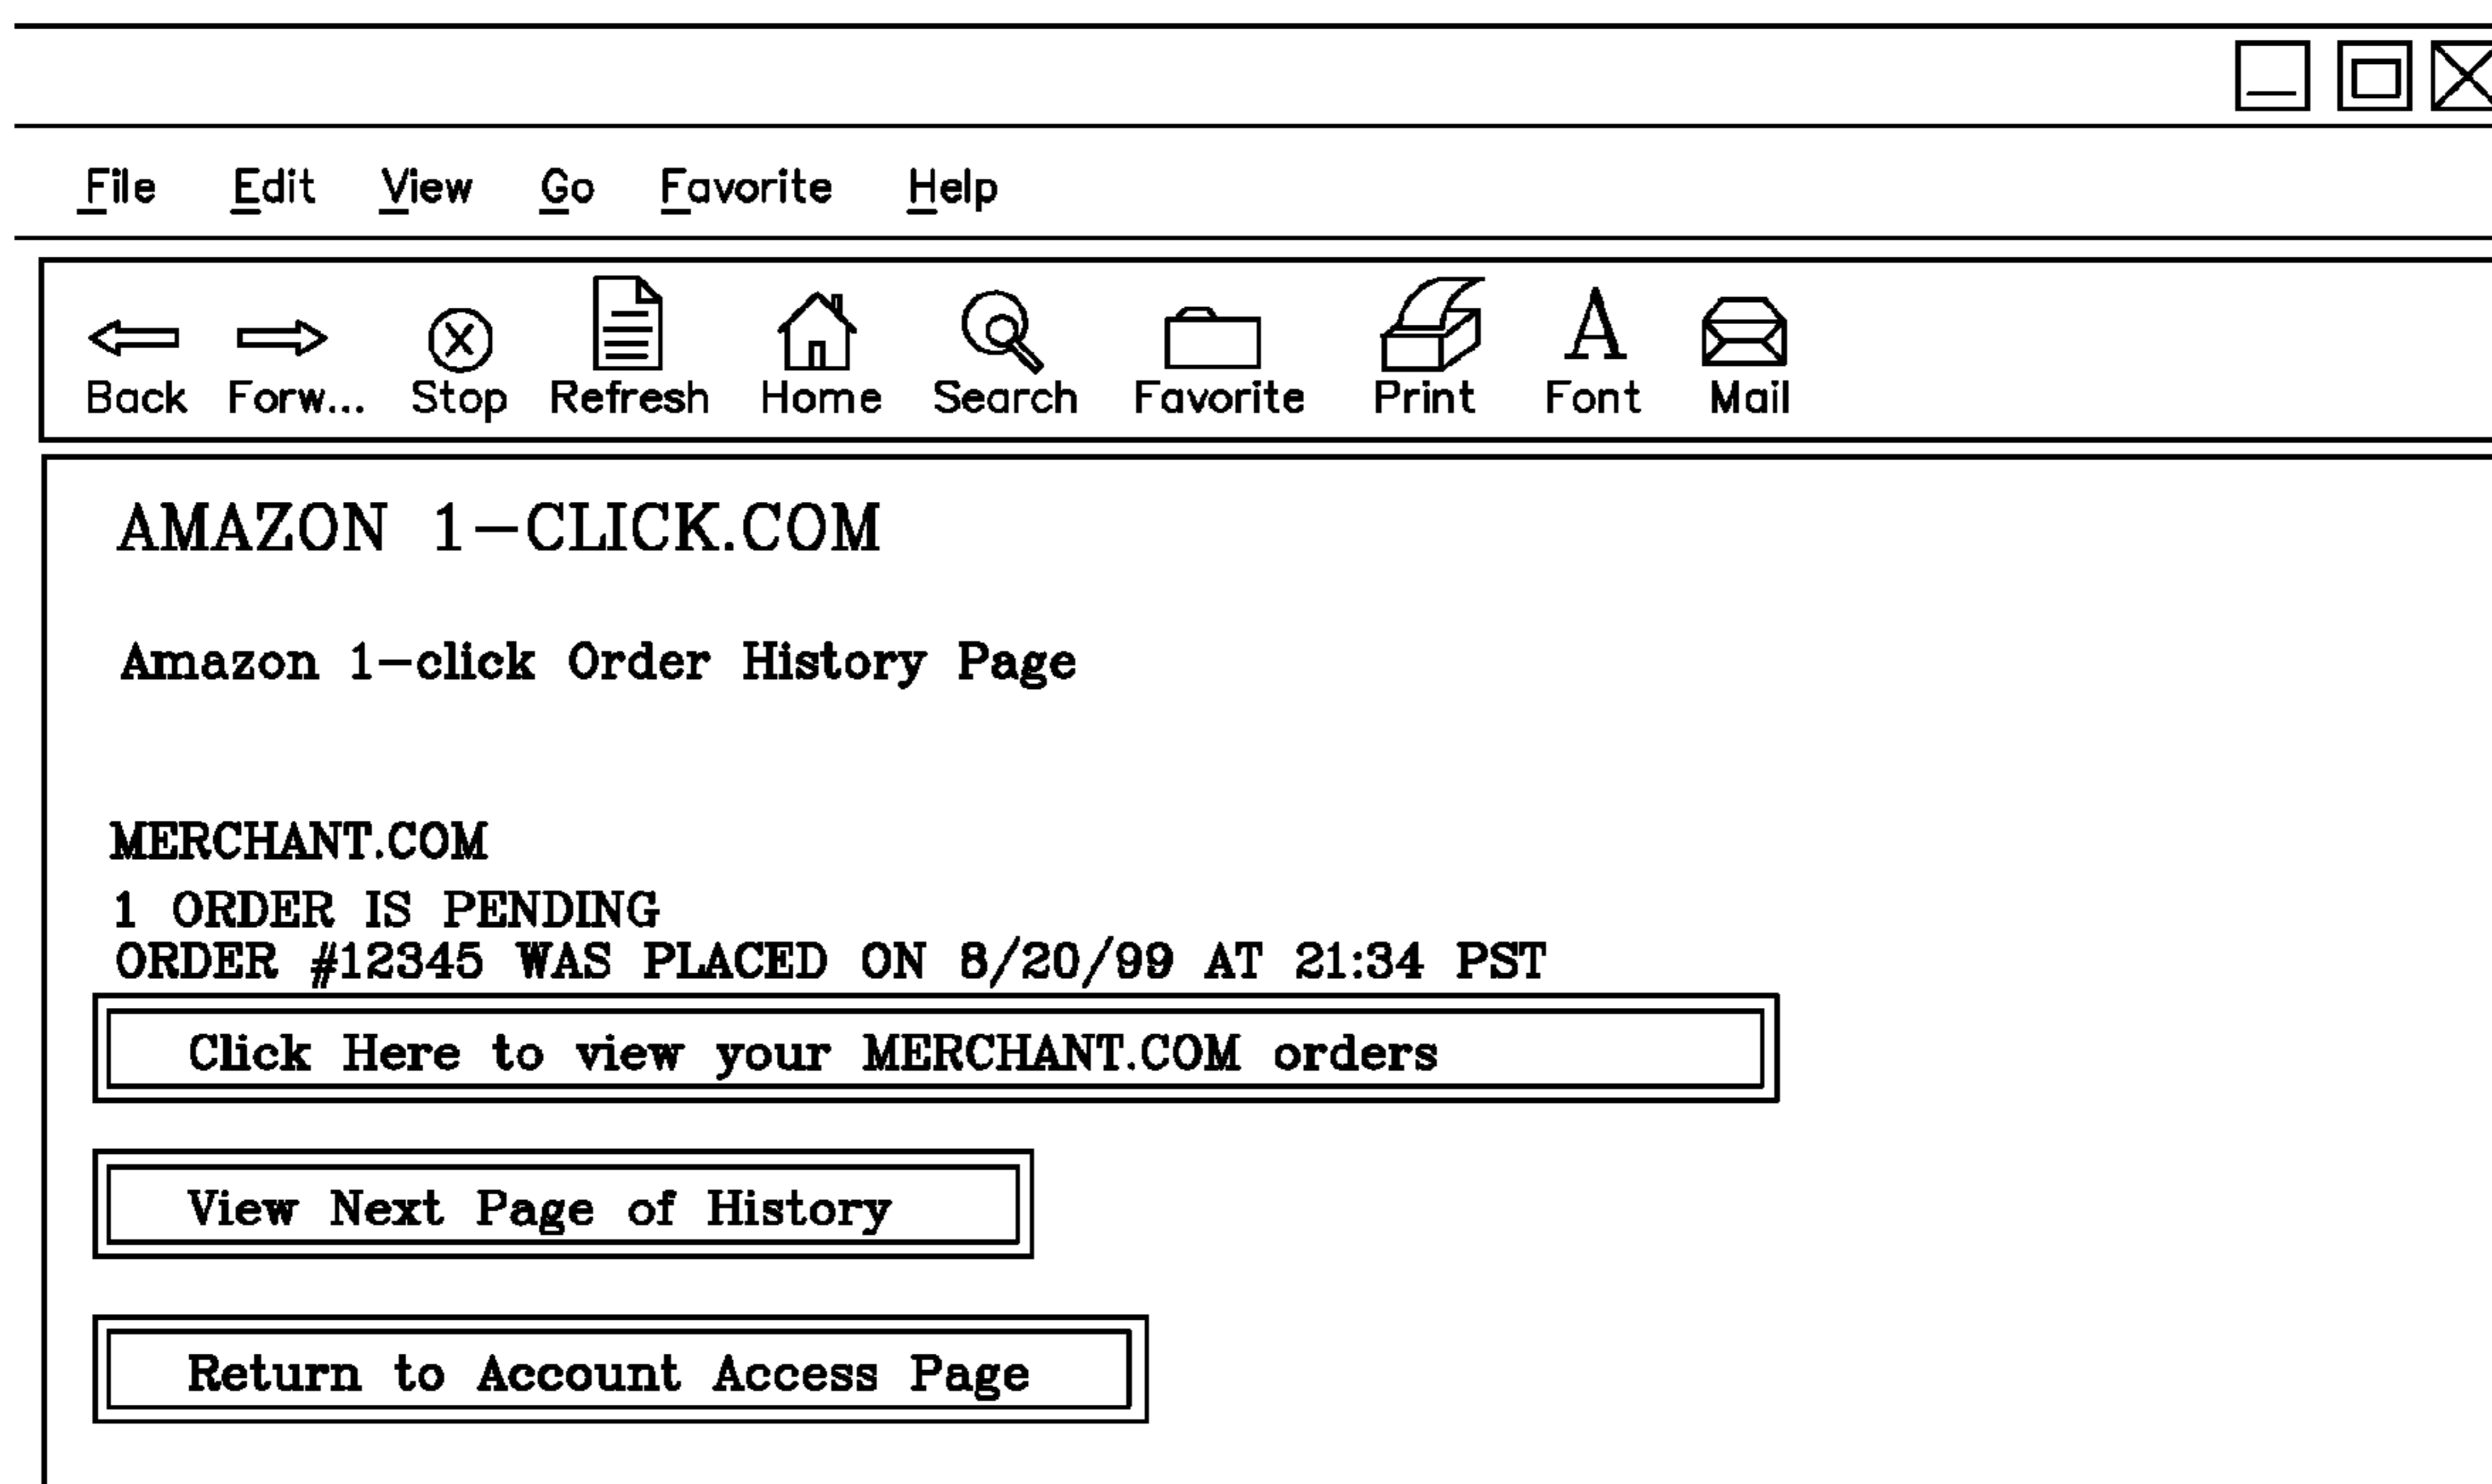 File Edit View Go Favorite Help
Back Forw... Stop Refresh Home Search Favorite Print Font Mail
AMAZON 1-CLICK.COM
Amazon 1-click Order History Page
MERCHANT.COM
1 ORDER IS PENDING
ORDER #12345 WAS PLACED ON 8/20/99 AT 21:34 PST
Click Here to view your MERCHANT.COM orders
View Next Page of History
Return to Account Access Page